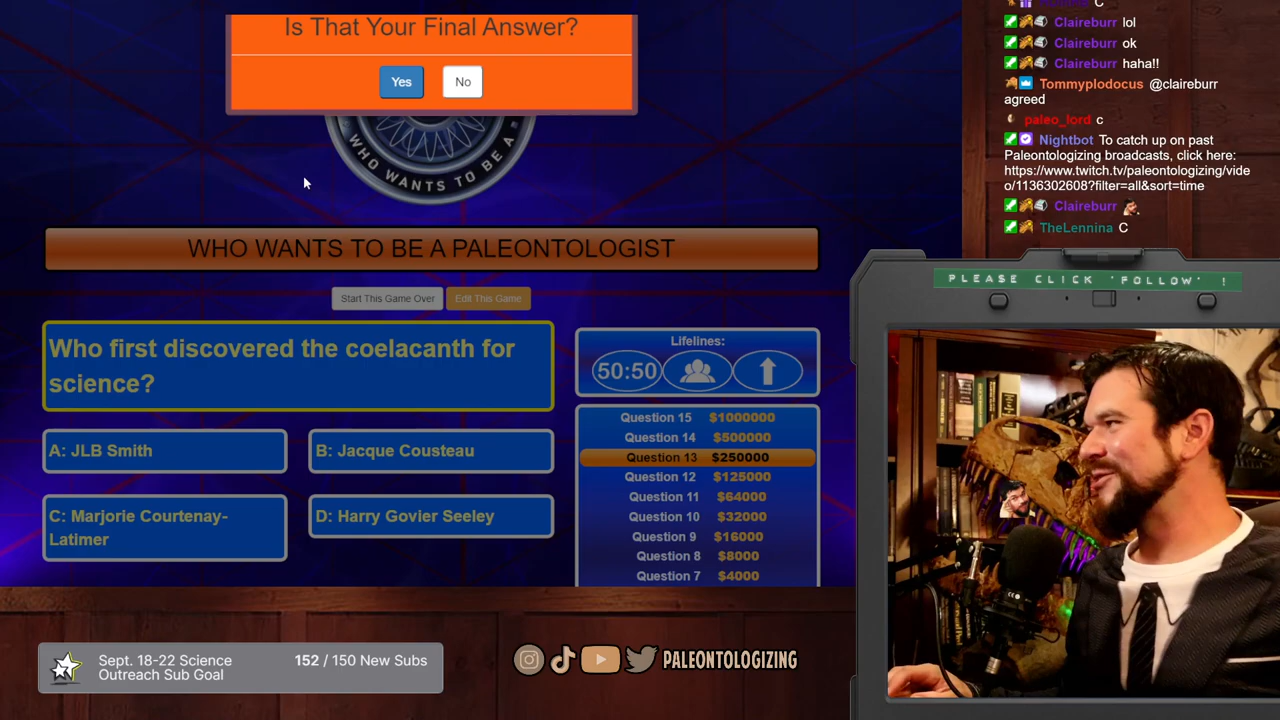 Is That Your Final Answer?
Yes No
WHO WANTS TO BE A
WHO WANTS TO BE A PALEONTOLOGIST
Start This Game Over Edit This Game
Who first discovered the coelacanth for
science?
A: JLB Smith
B: Jacque Cousteau
C: Marjorie Courtenay-
Latimer
D: Harry Govier Seeley
Lifelines:
50:50
Question 15 $1000000
Question 14 $500000
Question 13 $250000
Question 12 $125000
Question 11 $64000
Question 10 $32000
Question 9 $16000
Question 8 $8000
Question 7 $4000
C
Claireburr lol
Claireburr ok
Claireburr haha!!
Tommyplodocus @claireburr
agreed
paleo_lord c
Nightbot To catch up on past
Paleontologizing broadcasts, click here:
https://www.twitch.tv/paleontologizing/vide
o/1136302608?filter=all&sort=time
Claireburr
TheLennina C
PLEASE CLICK 'FOLLOW' !
Sept. 18-22 Science
Outreach Sub Goal
152 / 150 New Subs
PALEONTOLOGIZING